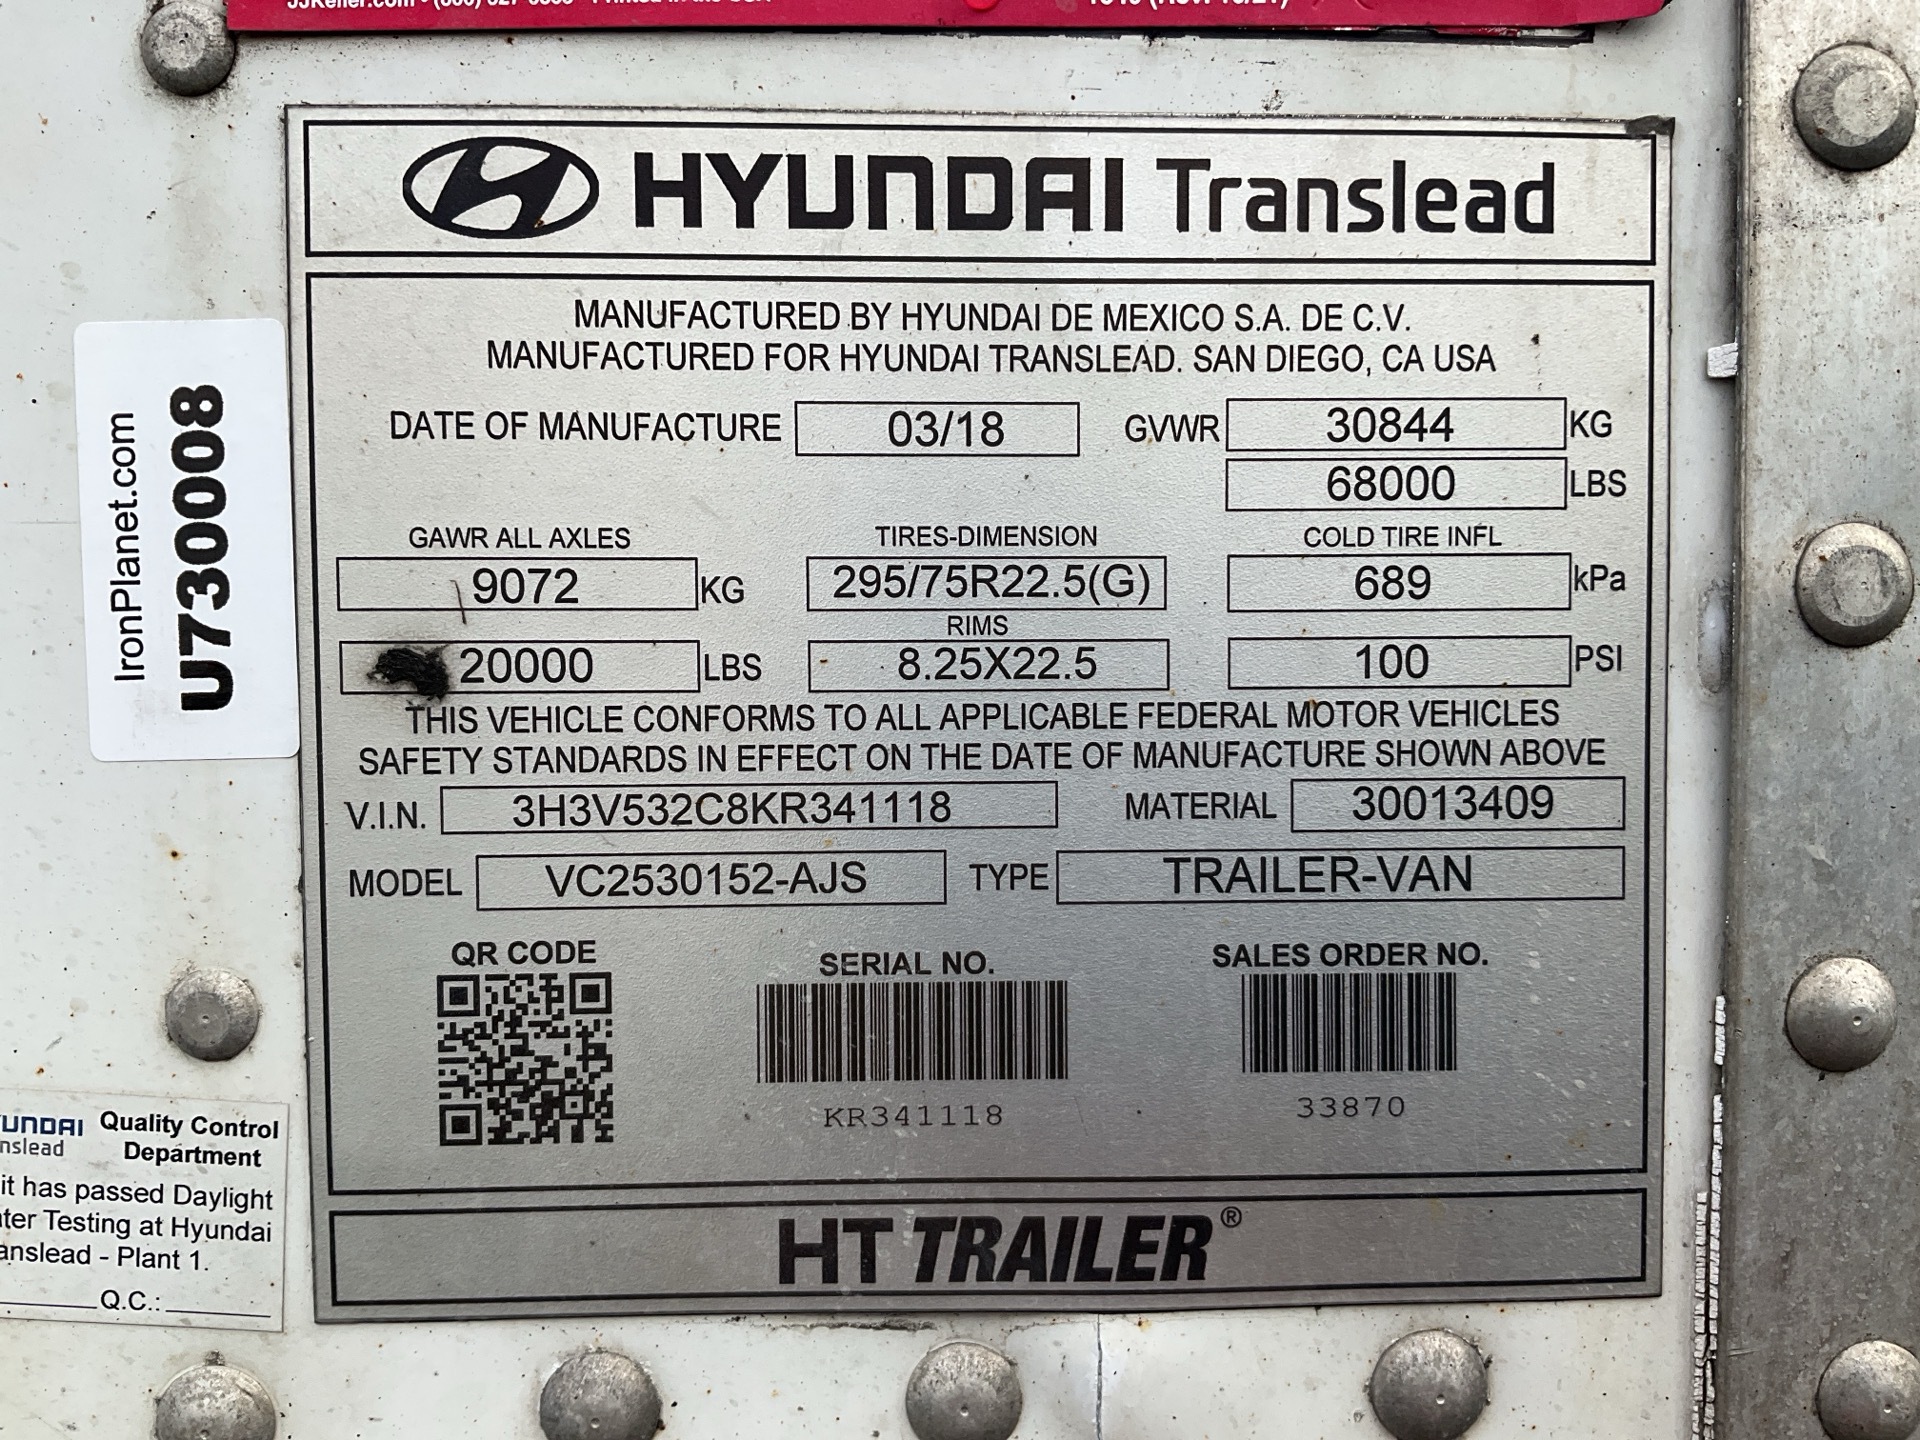 HYUNDAI Translead
MANUFACTURED BY HYUNDAI DE MEXICO S.A. DE C.V.
MANUFACTURED FOR HYUNDAI TRANSLEAD. SAN DIEGO, CA USA
DATE OF MANUFACTURE 03/18 GVWR 30844 KG
68000 LBS
GAWR ALL AXLES TIRES-DIMENSION COLD TIRE INFL
9072 KG 295/75R22.5(G) 689 kPa
RIMS
20000 LBS 8.25X22.5 100 PSI
THIS VEHICLE CONFORMS TO ALL APPLICABLE FEDERAL MOTOR VEHICLES
SAFETY STANDARDS IN EFFECT ON THE DATE OF MANUFACTURE SHOWN ABOVE
V.I.N. 3H3V532C8KR341118 MATERIAL 30013409
MODEL VC2530152-AJS TYPE TRAILER-VAN
QR CODE SERIAL NO. SALES ORDER NO.
KR341118 33870
HT TRAILER®
IronPlanet.com
U730008
Quality Control
Department
it has passed Daylight
Testing at Hyundai
- Plant 1.
Q.C.: